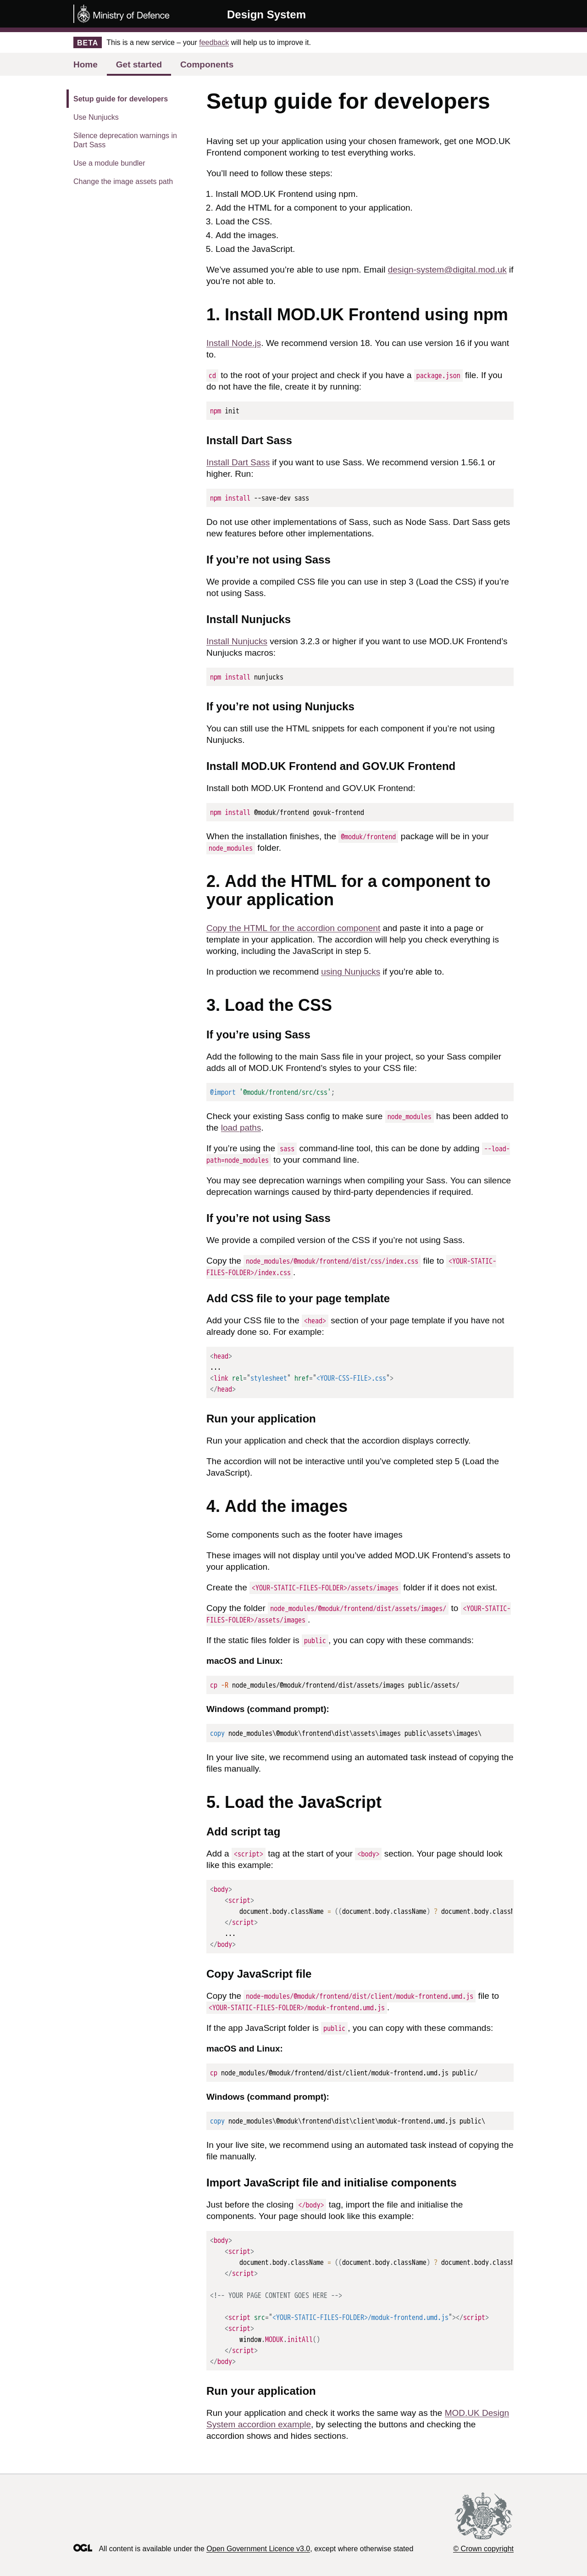 Ministry of Defence
Design System
BETA This is a new service – your feedback will help us to improve it.
Home Get started Components
Setup guide for developers
Use Nunjucks
Silence deprecation warnings in
Dart Sass
Use a module bundler
Change the image assets path
Setup guide for developers
Having set up your application using your chosen framework, get one MOD.UK
Frontend component working to test everything works.
You’ll need to follow these steps:
1. Install MOD.UK Frontend using npm.
2. Add the HTML for a component to your application.
3. Load the CSS.
4. Add the images.
5. Load the JavaScript.
We’ve assumed you’re able to use npm. Email design-system@digital.mod.uk if
you’re not able to.
1. Install MOD.UK Frontend using npm
Install Node.js. We recommend version 18. You can use version 16 if you want
to.
cd to the root of your project and check if you have a package.json file. If you
do not have the file, create it by running:
npm init
Install Dart Sass
Install Dart Sass if you want to use Sass. We recommend version 1.56.1 or
higher. Run:
npm install --save-dev sass
Do not use other implementations of Sass, such as Node Sass. Dart Sass gets
new features before other implementations.
If you’re not using Sass
We provide a compiled CSS file you can use in step 3 (Load the CSS) if you’re
not using Sass.
Install Nunjucks
Install Nunjucks version 3.2.3 or higher if you want to use MOD.UK Frontend’s
Nunjucks macros:
npm install nunjucks
If you’re not using Nunjucks
You can still use the HTML snippets for each component if you’re not using
Nunjucks.
Install MOD.UK Frontend and GOV.UK Frontend
Install both MOD.UK Frontend and GOV.UK Frontend:
npm install @moduk/frontend govuk-frontend
When the installation finishes, the @moduk/frontend package will be in your
node_modules folder.
2. Add the HTML for a component to
your application
Copy the HTML for the accordion component and paste it into a page or
template in your application. The accordion will help you check everything is
working, including the JavaScript in step 5.
In production we recommend using Nunjucks if you’re able to.
3. Load the CSS
If you’re using Sass
Add the following to the main Sass file in your project, so your Sass compiler
adds all of MOD.UK Frontend’s styles to your CSS file:
@import '@moduk/frontend/src/css';
Check your existing Sass config to make sure node_modules has been added to
the load paths.
If you’re using the sass command-line tool, this can be done by adding --load-
path=node_modules to your command line.
You may see deprecation warnings when compiling your Sass. You can silence
deprecation warnings caused by third-party dependencies if required.
If you’re not using Sass
We provide a compiled version of the CSS if you’re not using Sass.
Copy the node_modules/@moduk/frontend/dist/css/index.css file to <YOUR-STATIC-
FILES-FOLDER>/index.css.
Add CSS file to your page template
Add your CSS file to the <head> section of your page template if you have not
already done so. For example:
<head>
...
<link rel="stylesheet" href="<YOUR-CSS-FILE>.css">
</head>
Run your application
Run your application and check that the accordion displays correctly.
The accordion will not be interactive until you’ve completed step 5 (Load the
JavaScript).
4. Add the images
Some components such as the footer have images
These images will not display until you’ve added MOD.UK Frontend’s assets to
your application.
Create the <YOUR-STATIC-FILES-FOLDER>/assets/images folder if it does not exist.
Copy the folder node_modules/@moduk/frontend/dist/assets/images/ to <YOUR-STATIC-
FILES-FOLDER>/assets/images.
If the static files folder is public, you can copy with these commands:
macOS and Linux:
cp -R node_modules/@moduk/frontend/dist/assets/images public/assets/
Windows (command prompt):
copy node_modules\@moduk\frontend\dist\assets\images public\assets\images\
In your live site, we recommend using an automated task instead of copying the
files manually.
5. Load the JavaScript
Add script tag
Add a <script> tag at the start of your <body> section. Your page should look
like this example:
<body>
<script>
document.body.className = ((document.body.className) ? document.body.classN
</script>
...
</body>
Copy JavaScript file
Copy the node-modules/@moduk/frontend/dist/client/moduk-frontend.umd.js file to
<YOUR-STATIC-FILES-FOLDER>/moduk-frontend.umd.js.
If the app JavaScript folder is public, you can copy with these commands:
macOS and Linux:
cp node_modules/@moduk/frontend/dist/client/moduk-frontend.umd.js public/
Windows (command prompt):
copy node_modules\@moduk\frontend\dist\client\moduk-frontend.umd.js public\
In your live site, we recommend using an automated task instead of copying the
file manually.
Import JavaScript file and initialise components
Just before the closing </body> tag, import the file and initialise the
components. Your page should look like this example:
<body>
<script>
document.body.className = ((document.body.className) ? document.body.classN
</script>
<!-- YOUR PAGE CONTENT GOES HERE -->
<script src="<YOUR-STATIC-FILES-FOLDER>/moduk-frontend.umd.js"></script>
<script>
window.MODUK.initAll()
</script>
</body>
Run your application
Run your application and check it works the same way as the MOD.UK Design
System accordion example, by selecting the buttons and checking the
accordion shows and hides sections.
OGL All content is available under the Open Government Licence v3.0, except where otherwise stated
© Crown copyright